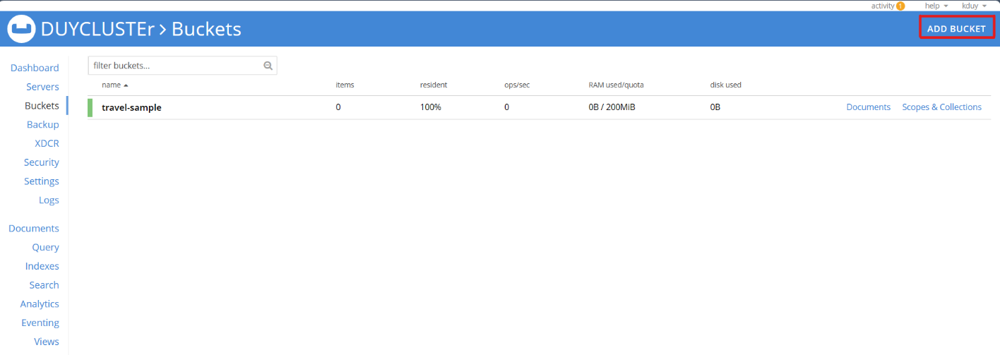 activity 1 help kduy
DUYCLUSTEr > Buckets ADD BUCKET
filter buckets...
name items resident ops/sec RAM used/quota disk used
travel-sample 0 100% 0 0B / 200MiB 0B Documents Scopes & Collections
Dashboard
Servers
Buckets
Backup
XDCR
Security
Settings
Logs
Documents
Query
Indexes
Search
Analytics
Eventing
Views